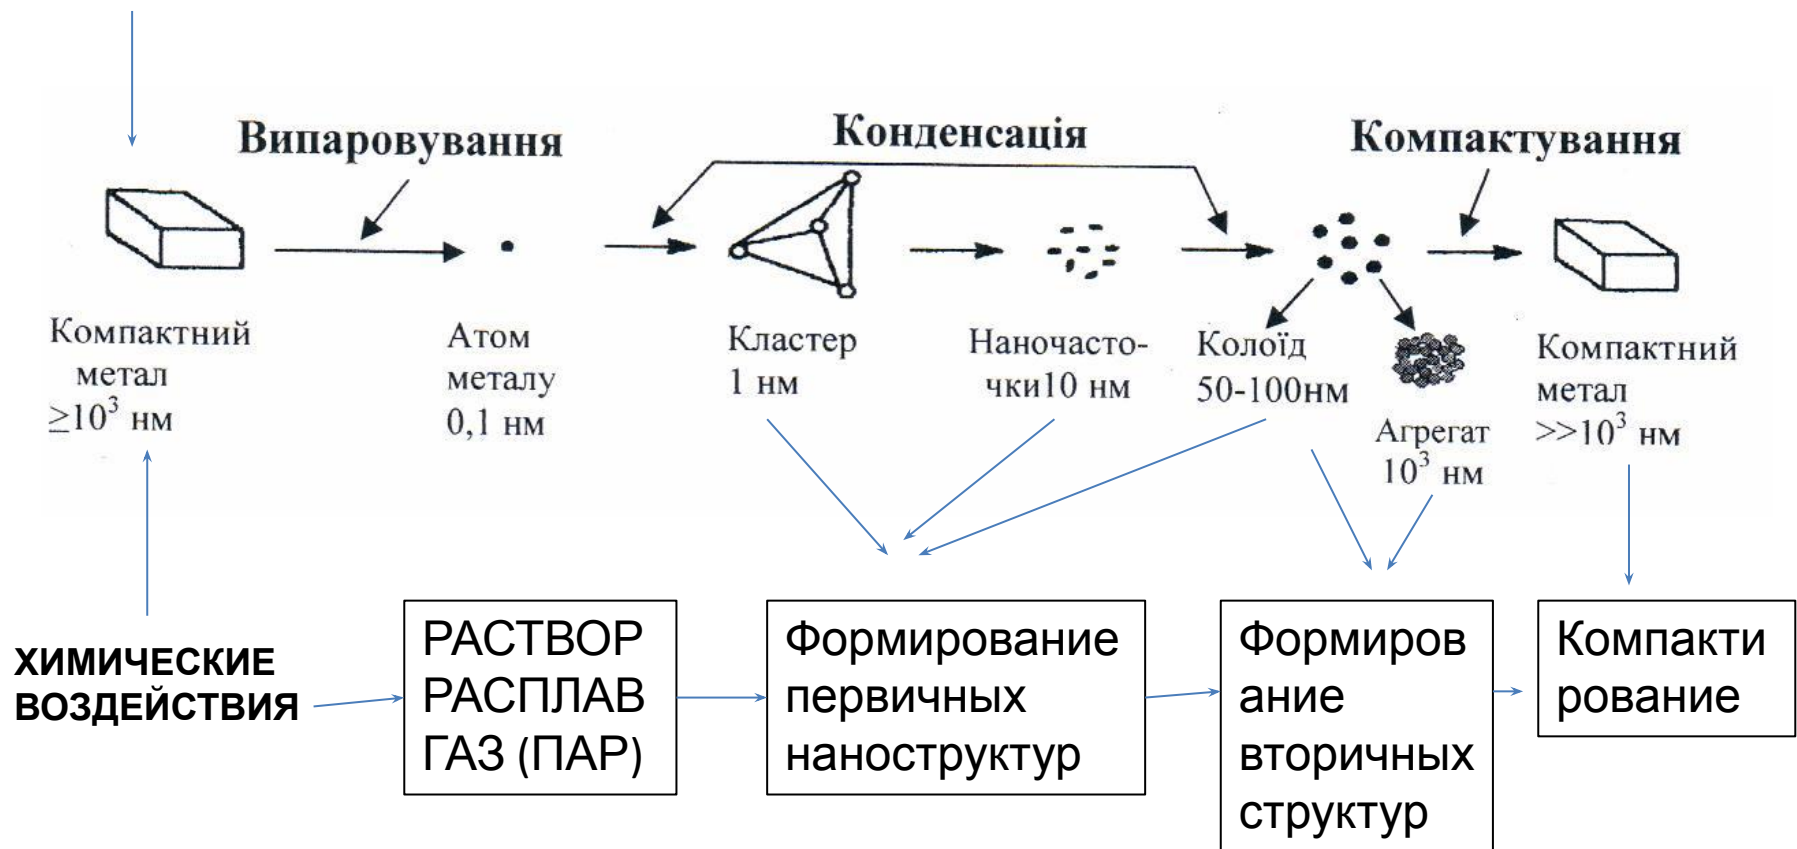 Випаровування
Конденсація
Компактування
Компактний
метал
≥10³ нм
Атом
металу
0,1 нм
Кластер
1 нм
Наночасто-
чки10 нм
Колоїд
50-100нм
Агрегат
10³ нм
Компактний
метал
>>10³ нм
ХИМИЧЕСКИЕ
ВОЗДЕЙСТВИЯ
РАСТВОР
РАСПЛАВ
ГАЗ (ПАР)
Формирование
первичных
наноструктур
Формиров
ание
вторичных
структур
Компакти
рование